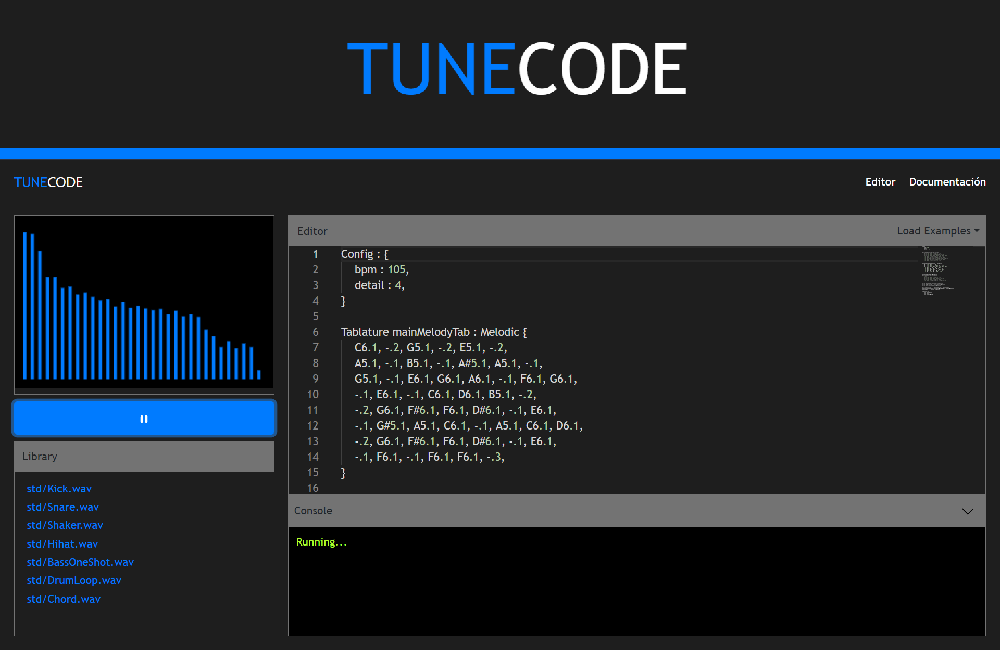 TUNECODE
TUNECODE
Editor Documentación
Editor Load Examples
1 Config : {
2 bpm : 105,
3 detail : 4,
4 }
5
6 Tablature mainMelodyTab : Melodic {
7 C6.1, -.2, G5.1, -.2, E5.1, -.2,
8 A5.1, -.1, B5.1, -.1, A#5.1, A5.1, -.1,
9 G5.1, -.1, E6.1, G6.1, A6.1, -.1, F6.1, G6.1,
10 -.1, E6.1, -.1, C6.1, D6.1, B5.1, -.2,
11 -.2, G6.1, F#6.1, F6.1, D#6.1, -.1, E6.1,
12 -.1, G#5.1, A5.1, C6.1, -.1, A5.1, C6.1, D6.1,
13 -.2, G6.1, F#6.1, F6.1, D#6.1, -.1, E6.1,
14 -.1, F6.1, -.1, F6.1, F6.1, -.3,
15 }
16
Library
std/Kick.wav
std/Snare.wav
std/Shaker.wav
std/Hihat.wav
std/BassOneShot.wav
std/DrumLoop.wav
std/Chord.wav
Console
Running...